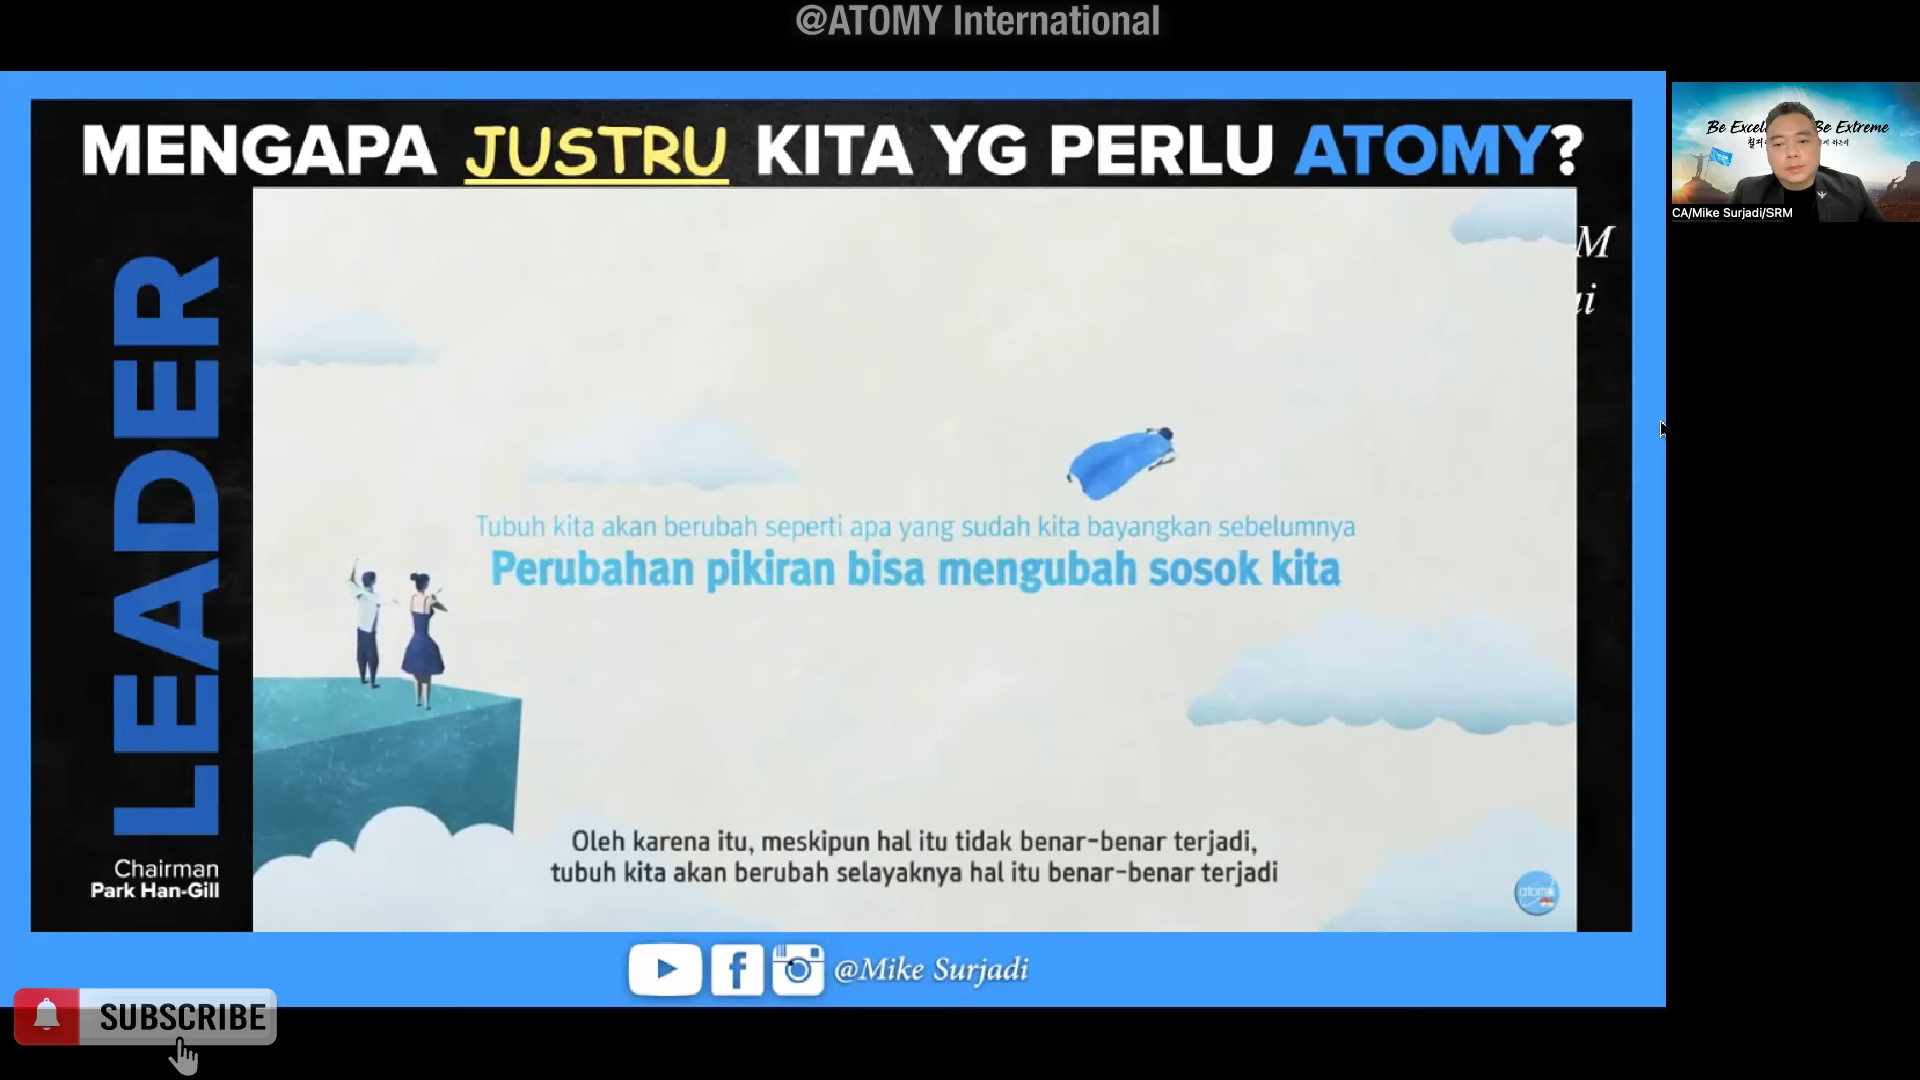 @ATOMY International
MENGAPA JUSTRU KITA YG PERLU ATOMY?
Be Excel Be Extreme
CA/Mike Surjadi/SRM
M
ui
LEADER
Tubuh kita akan berubah seperti apa yang sudah kita bayangkan sebelumnya
Perubahan pikiran bisa mengubah sosok kita
Oleh karena itu, meskipun hal itu tidak benar-benar terjadi,
tubuh kita akan berubah selayaknya hal itu benar-benar terjadi
Chairman
Park Han-Gill
atomy
@Mike Surjadi
SUBSCRIBE